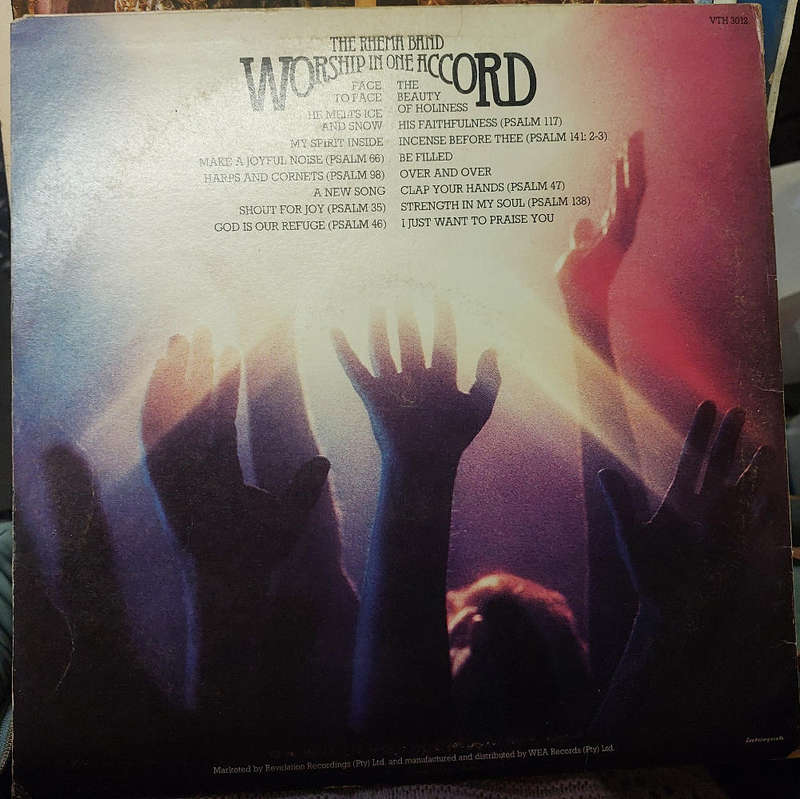 VTH 3012
THE RHEMA BAND
WORSHIP IN ONE ACCORD
FACE
TO FACE
HE MELTS ICE
AND SNOW
MY SPIRIT INSIDE
MAKE A JOYFUL NOISE (PSALM 66)
HARPS AND CORNETS (PSALM 98)
A NEW SONG
SHOUT FOR JOY (PSALM 35)
GOD IS OUR REFUGE (PSALM 46)
THE
BEAUTY
OF HOLINESS
HIS FAITHFULNESS (PSALM 117)
INCENSE BEFORE THEE (PSALM 141: 2-3)
BE FILLED
OVER AND OVER
CLAP YOUR HANDS (PSALM 47)
STRENGTH IN MY SOUL (PSALM 138)
I JUST WANT TO PRAISE YOU
Marketed by Revelation Recordings (Pty) Ltd. and manufactured and distributed by WEA Records (Pty) Ltd.